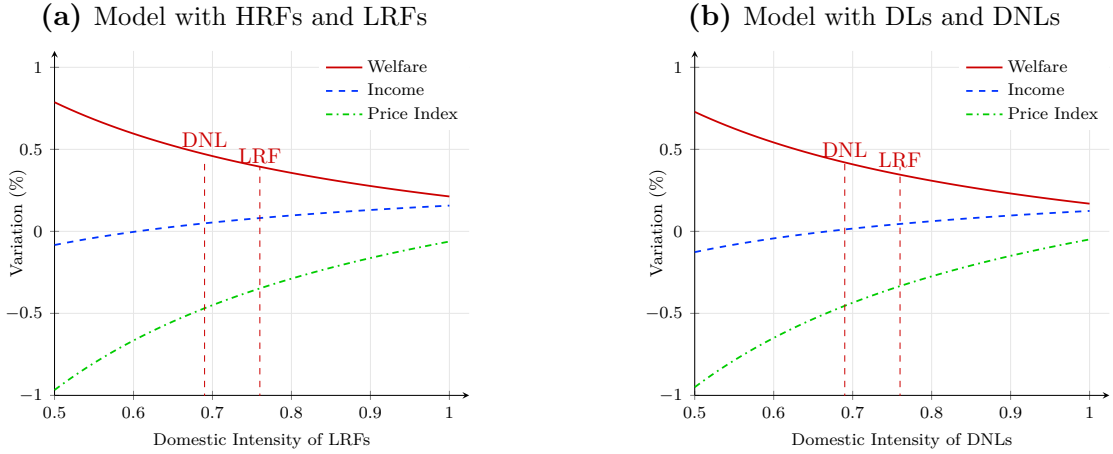 (a) Model with HRFs and LRFs
Variation (%)
1
0.5
0
−0.5
−1
0.5
0.6
0.7
0.8
0.9
1
Domestic Intensity of LRFs
Welfare
Income
Price Index
DNL
LRF
(b) Model with DLs and DNLs
Variation (%)
1
0.5
0
−0.5
−1
0.5
0.6
0.7
0.8
0.9
1
Domestic Intensity of DNLs
Welfare
Income
Price Index
DNL
LRF